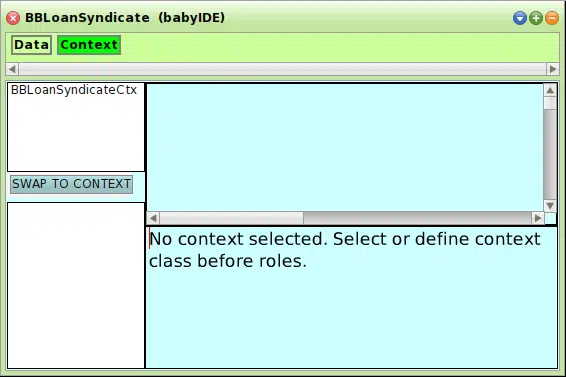 BBLoanSyndicate (babyIDE)
Data Context
BBLoanSyndicateCtx
SWAP TO CONTEXT
No context selected. Select or define context
class before roles.